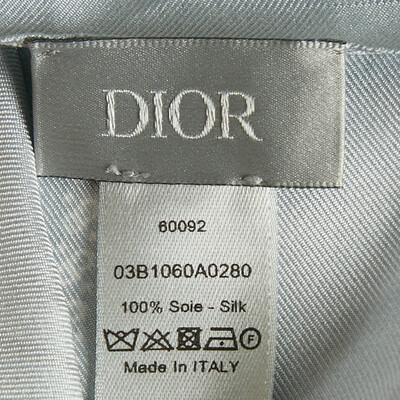 DIOR
60092
03B1060A0280
100% Soie - Silk
F
Made In ITALY